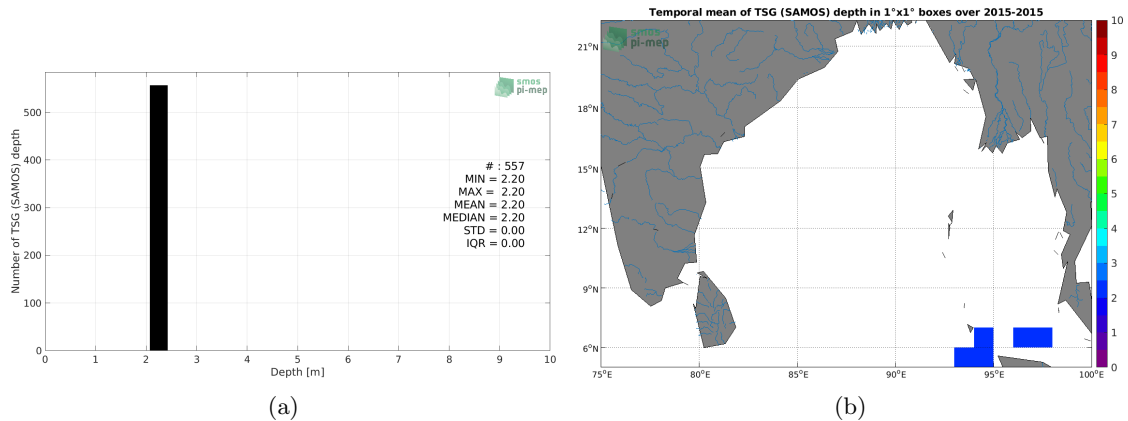 smos
pi-mep
Number of TSG (SAMOS) depth
500
400
300
200
100
0
# : 557
MIN = 2.20
MAX = 2.20
MEAN = 2.20
MEDIAN = 2.20
STD = 0.00
IQR = 0.00
0 1 2 3 4 5 6 7 8 9 10
Depth [m]
(a)
Temporal mean of TSG (SAMOS) depth in 1°x1° boxes over 2015-2015
smos
pi-mep
21°N
18°N
15°N
12°N
9°N
6°N
75°E 80°E 85°E 90°E 95°E 100°E
10
9
8
7
6
5
4
3
2
1
0
(b)